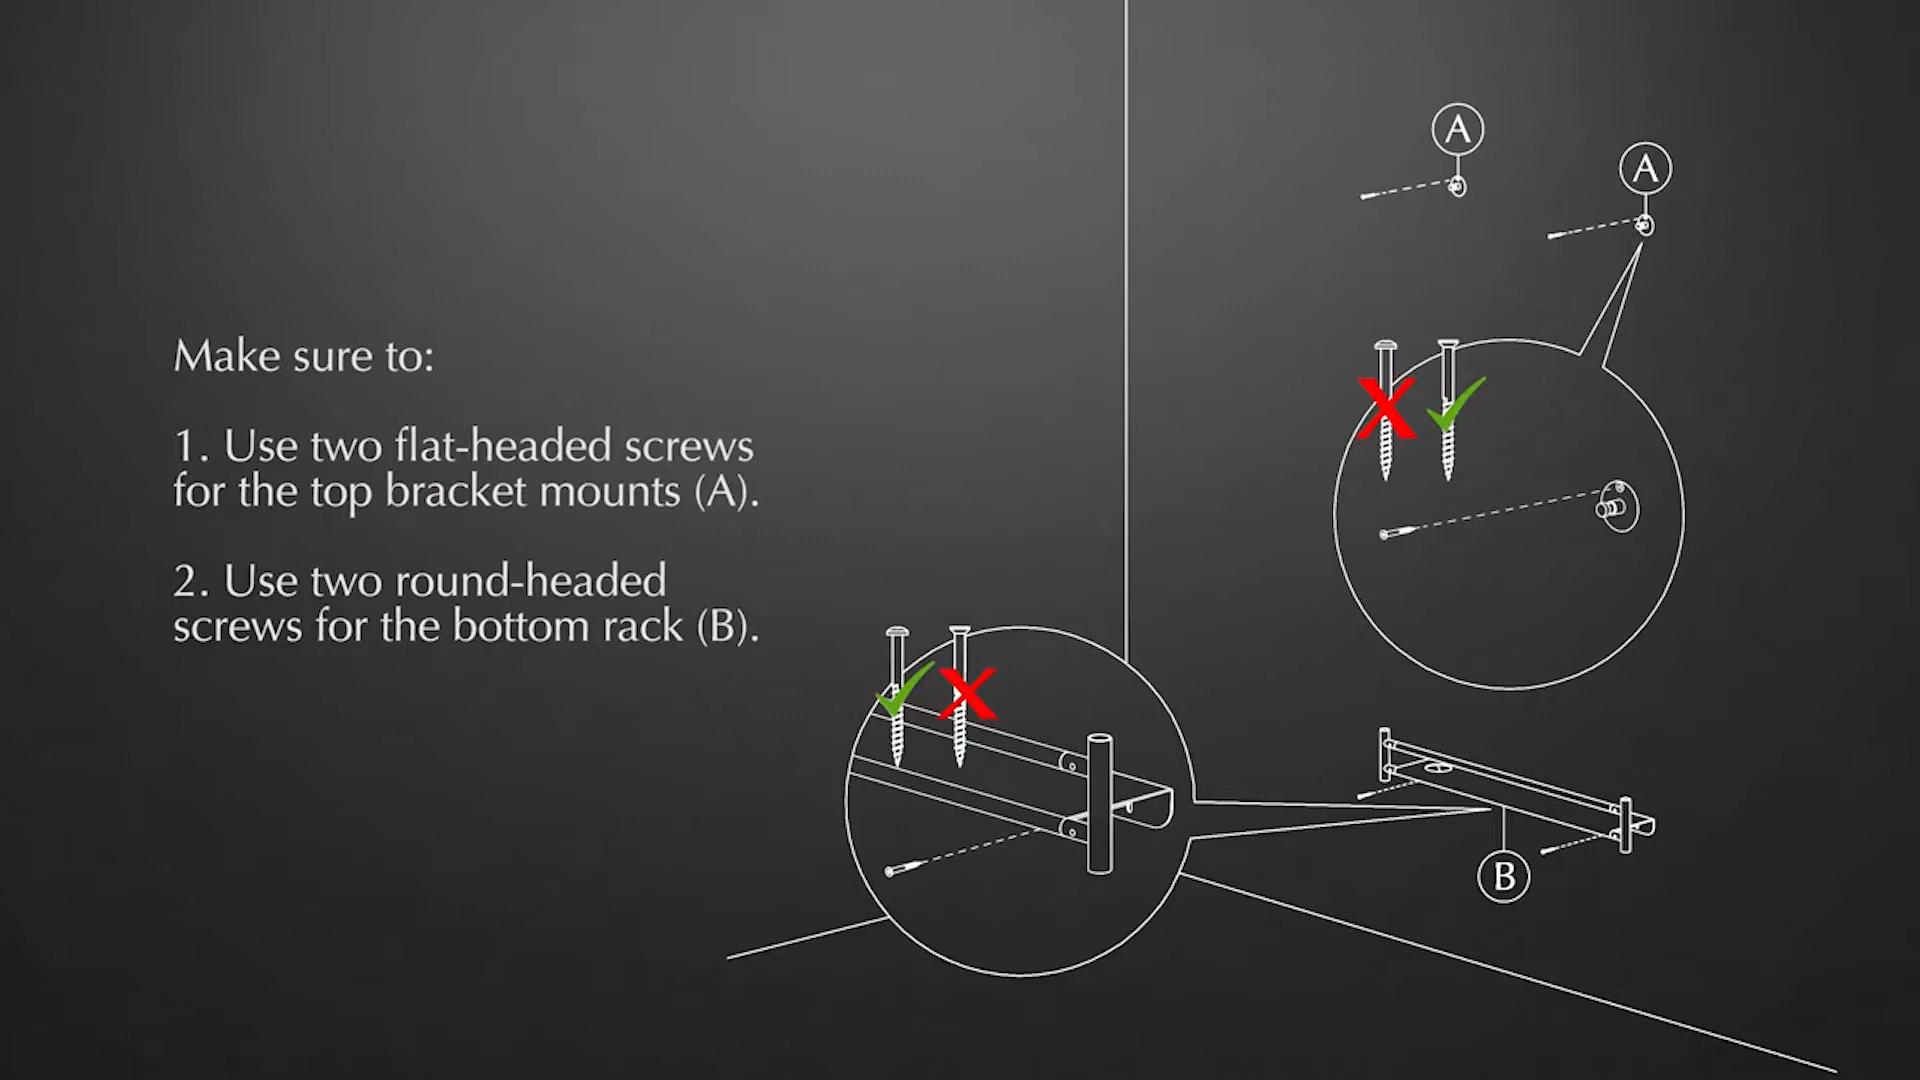 Make sure to:
1. Use two flat-headed screws
for the top bracket mounts (A).
2. Use two round-headed
screws for the bottom rack (B).
A
A
B